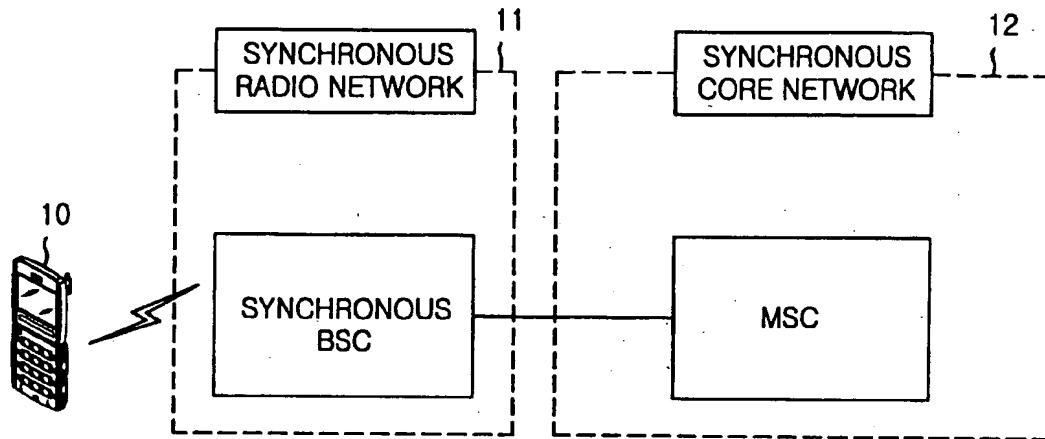 11
12
SYNCHRONOUS
RADIO NETWORK
SYNCHRONOUS
CORE NETWORK
10
SYNCHRONOUS
BSC
MSC